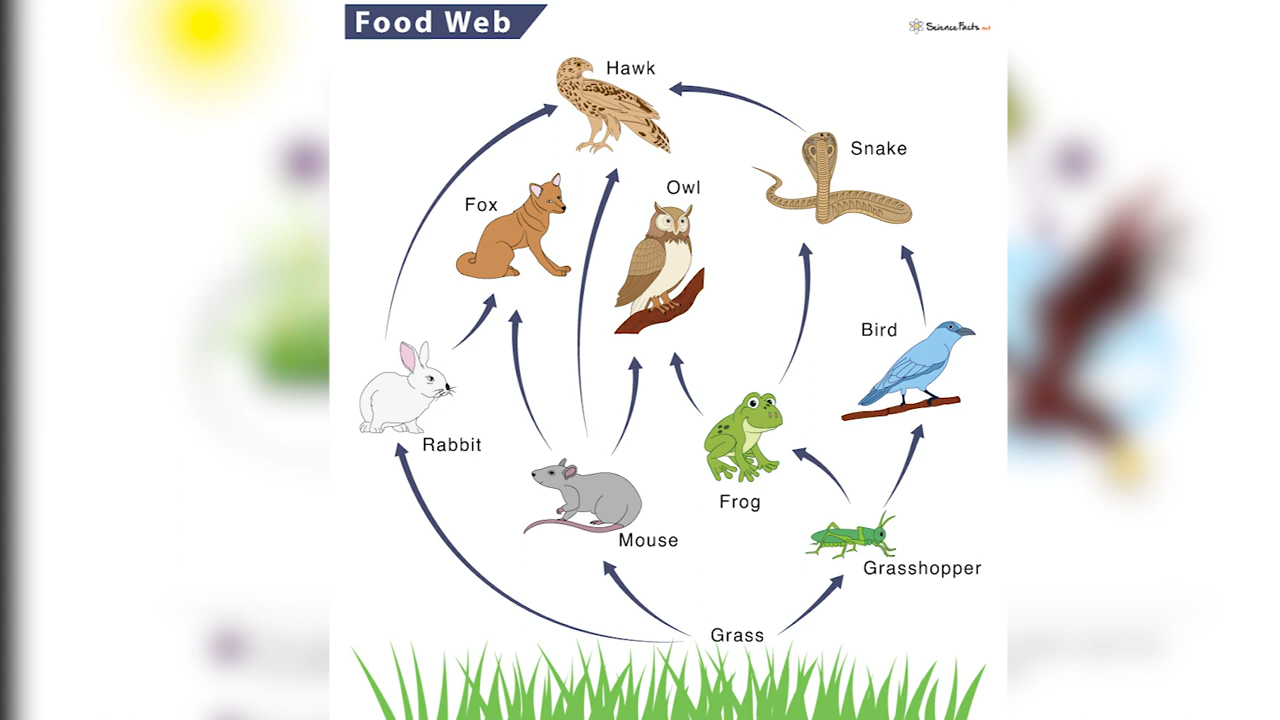 Food Web
ScienceFacts.net
Hawk
Snake
Owl
Fox
Bird
Rabbit
Frog
Mouse
Grasshopper
Grass